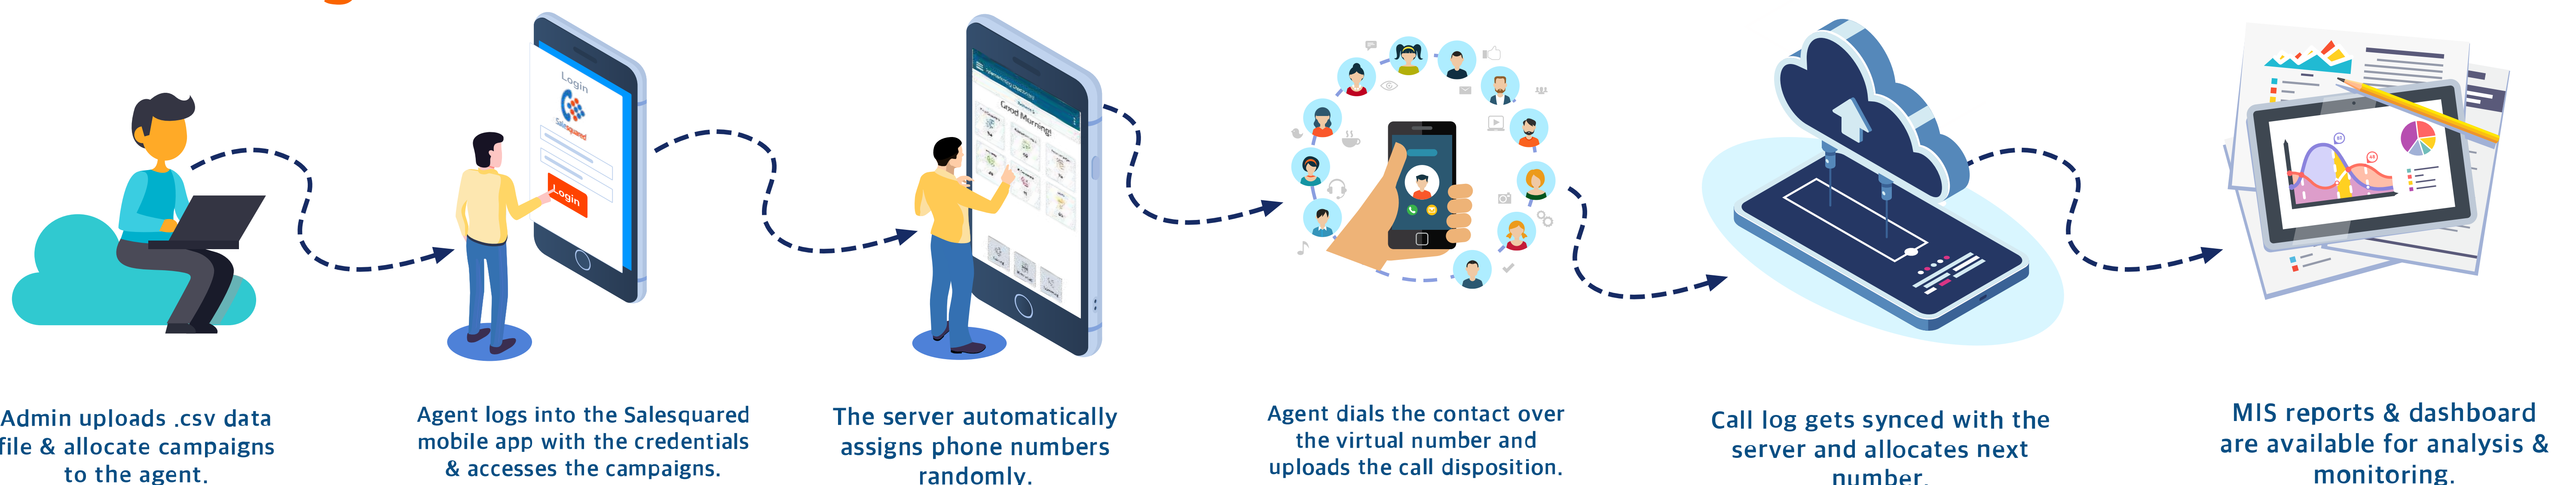 Login
Salesquared
Login
Good Morning!
Admin uploads .csv data
file & allocate campaigns
to the agent.
Agent logs into the Salesquared
mobile app with the credentials
& accesses the campaigns.
The server automatically
assigns phone numbers
randomly.
Agent dials the contact over
the virtual number and
uploads the call disposition.
Call log gets synced with the
server and allocates next
number.
MIS reports & dashboard
are available for analysis &
monitoring.